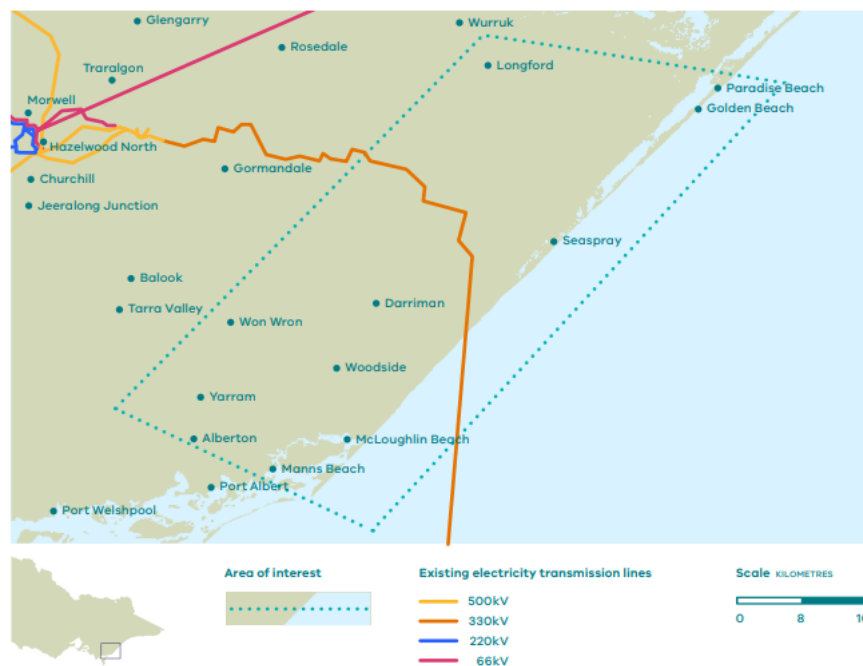 Glengarry
Wurruk
Rosedale
Longford
Traralgon
Paradise Beach
Morwell
Golden Beach
Hazelwood North
Gormandale
Churchill
Jeeralong Junction
Seaspray
Balook
Darriman
Tarra Valley
Won Wron
Woodside
Yarram
Alberton
McLoughlin Beach
Manns Beach
Port Albert
Port Welshpool
Area of interest
Existing electricity transmission lines
500kV
330kV
220kV
66kV
Scale KILOMETRES
0 8